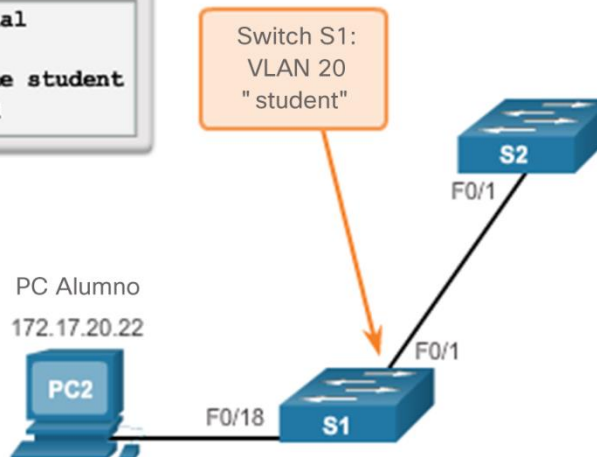 al
e student
Switch S1:
VLAN 20
"student"
S2
F0/1
PC Alumno
172.17.20.22
PC2
F0/18
F0/1
S1